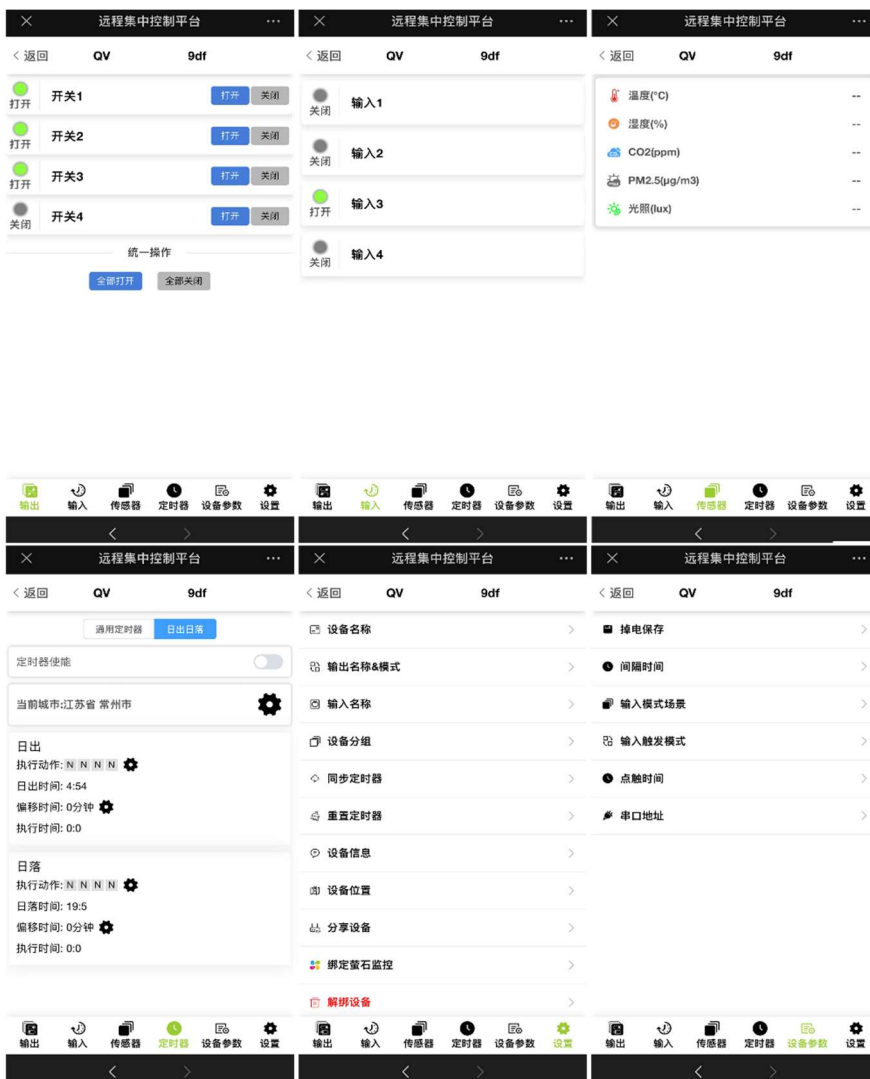 远程集中控制平台
返回 QV 9df
打开 开关1 打开 关闭
打开 开关2 打开 关闭
打开 开关3 打开 关闭
关闭 开关4 打开 关闭
统一操作
全部打开 全部关闭
输出 输入 传感器 定时器 设备参数 设置
远程集中控制平台
返回 QV 9df
关闭 输入1
关闭 输入2
打开 输入3
关闭 输入4
输出 输入 传感器 定时器 设备参数 设置
远程集中控制平台
返回 QV 9df
温度(°C) --
湿度(%) --
CO2(ppm) --
PM2.5(μg/m3) --
光照(lux) --
输出 输入 传感器 定时器 设备参数 设置
远程集中控制平台
返回 QV 9df
通用定时器 日出日落
定时器使能
当前城市:江苏省 常州市
日出
执行动作: N N N N
日出时间: 4:54
偏移时间: 0分钟
执行时间: 0:0
日落
执行动作: N N N N
日落时间: 19:5
偏移时间: 0分钟
执行时间: 0:0
输出 输入 传感器 定时器 设备参数 设置
远程集中控制平台
返回 QV 9df
设备名称
输出名称&模式
输入名称
设备分组
同步定时器
重置定时器
设备信息
设备位置
分享设备
绑定萤石监控
解绑设备
输出 输入 传感器 定时器 设备参数 设置
远程集中控制平台
返回 QV 9df
掉电保存
间隔时间
输入模式场景
输入触发模式
点触时间
串口地址
输出 输入 传感器 定时器 设备参数 设置